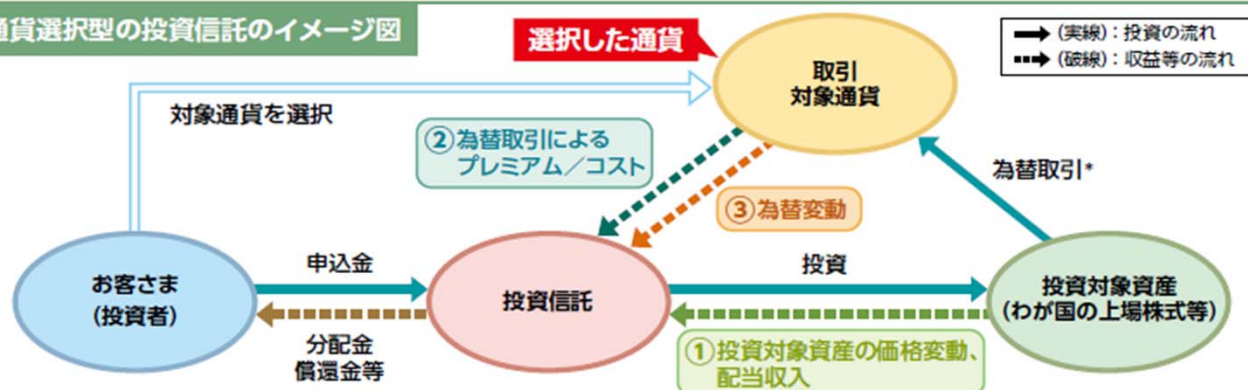 通貨選択型の投資信託のイメージ図
選択した通貨
(実線)：投資の流れ
(破線)：収益等の流れ
取引
対象通貨
対象通貨を選択
②為替取引による
プレミアム／コスト
③為替変動
為替取引*
お客さま
(投資者)
申込金
分配金
償還金等
投資信託
投資
①投資対象資産の価格変動、
配当収入
投資対象資産
(わが国の上場株式等)